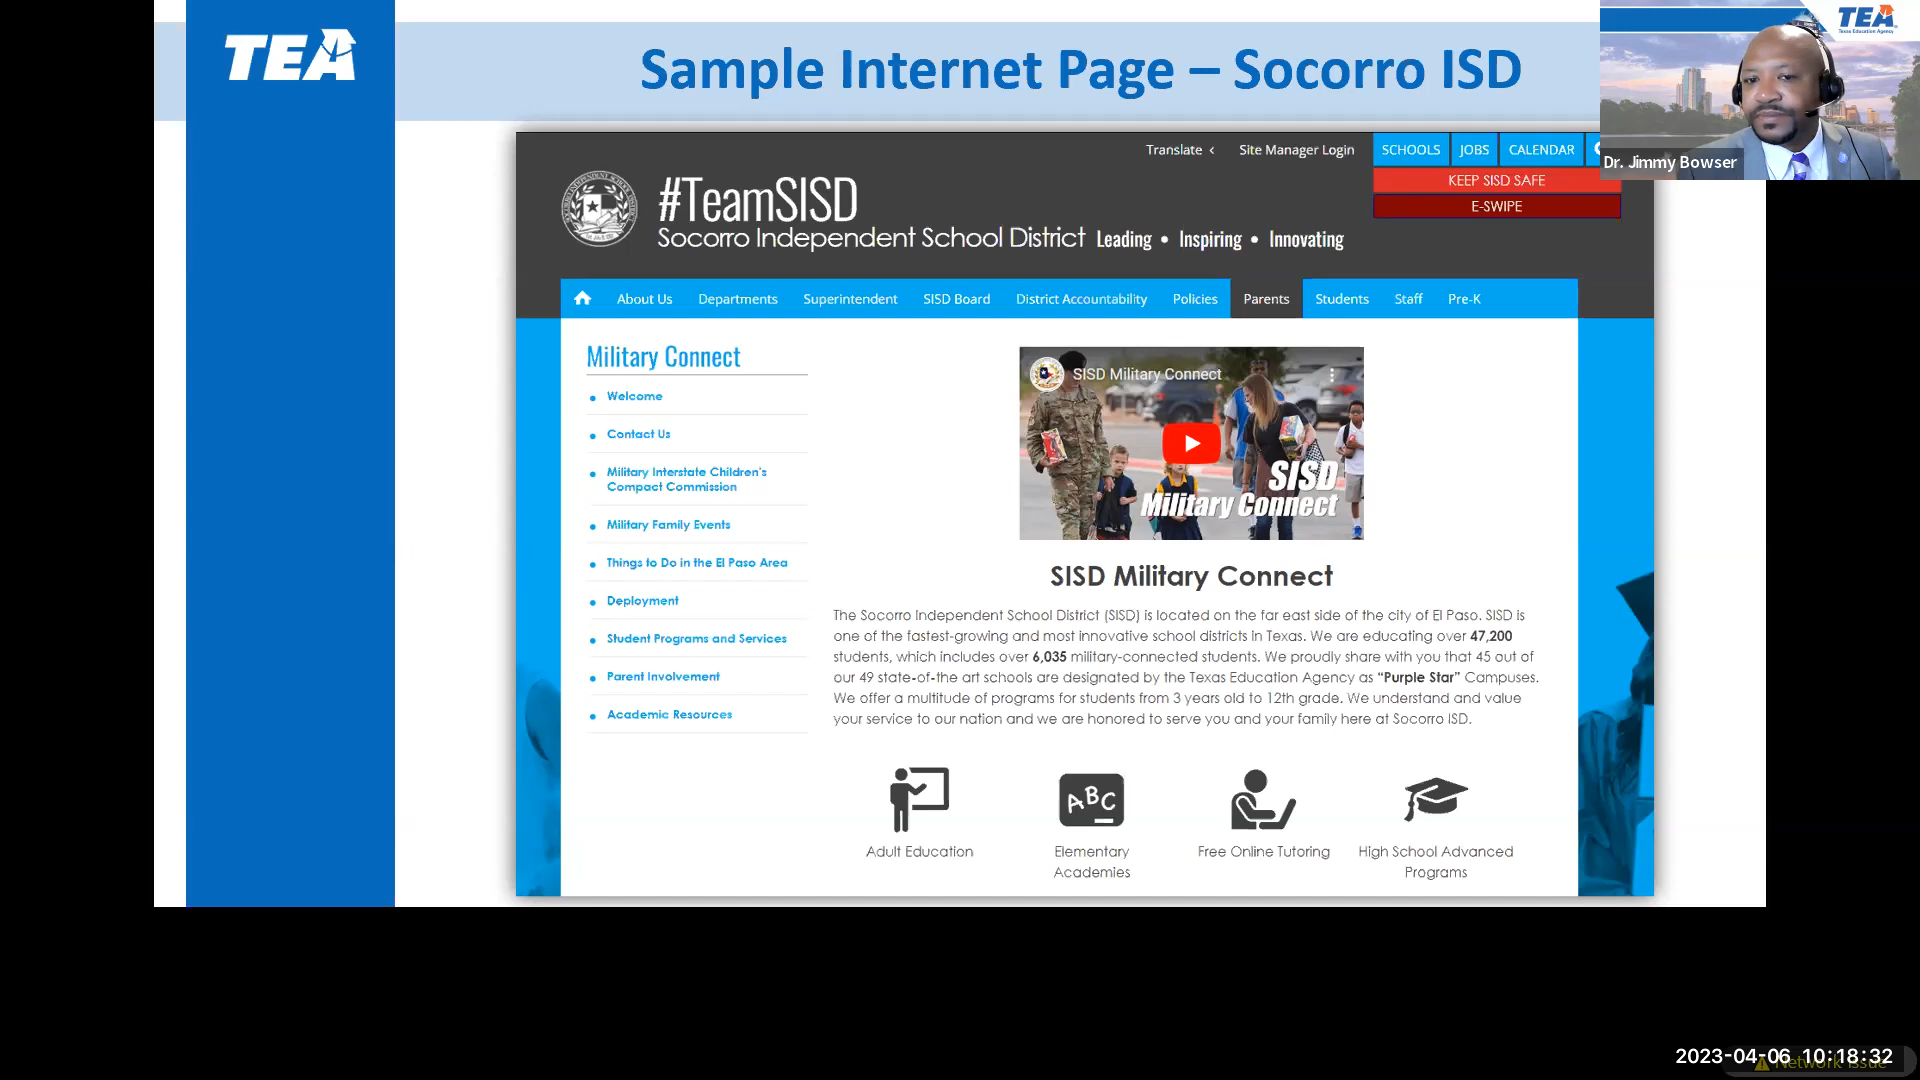 TEA
Sample Internet Page – Socorro ISD
TEA
Texas Education Agency
Dr. Jimmy Bowser
Translate <
Site Manager Login
SCHOOLS
JOBS
CALENDAR
KEEP SISD SAFE
E-SWIPE
#TeamSISD
Socorro Independent School District Leading • Inspiring • Innovating
About Us Departments Superintendent SISD Board District Accountability Policies Parents Students Staff Pre-K
Military Connect
Welcome
Contact Us
Military Interstate Children's
Compact Commission
Military Family Events
Things to Do in the El Paso Area
Deployment
Student Programs and Services
Parent Involvement
Academic Resources
SISD Military Connect
SISD
Military Connect
SISD Military Connect
The Socorro Independent School District (SISD) is located on the far east side of the city of El Paso. SISD is
one of the fastest-growing and most innovative school districts in Texas. We are educating over 47,200
students, which includes over 6,035 military-connected students. We proudly share with you that 45 out of
our 49 state-of-the art schools are designated by the Texas Education Agency as “Purple Star” Campuses.
We offer a multitude of programs for students from 3 years old to 12th grade. We understand and value
your service to our nation and we are honored to serve you and your family here at Socorro ISD.
ABC
Adult Education
Elementary
Academies
Free Online Tutoring
High School Advanced
Programs
2023-04-06 10:18:32
Network Issue